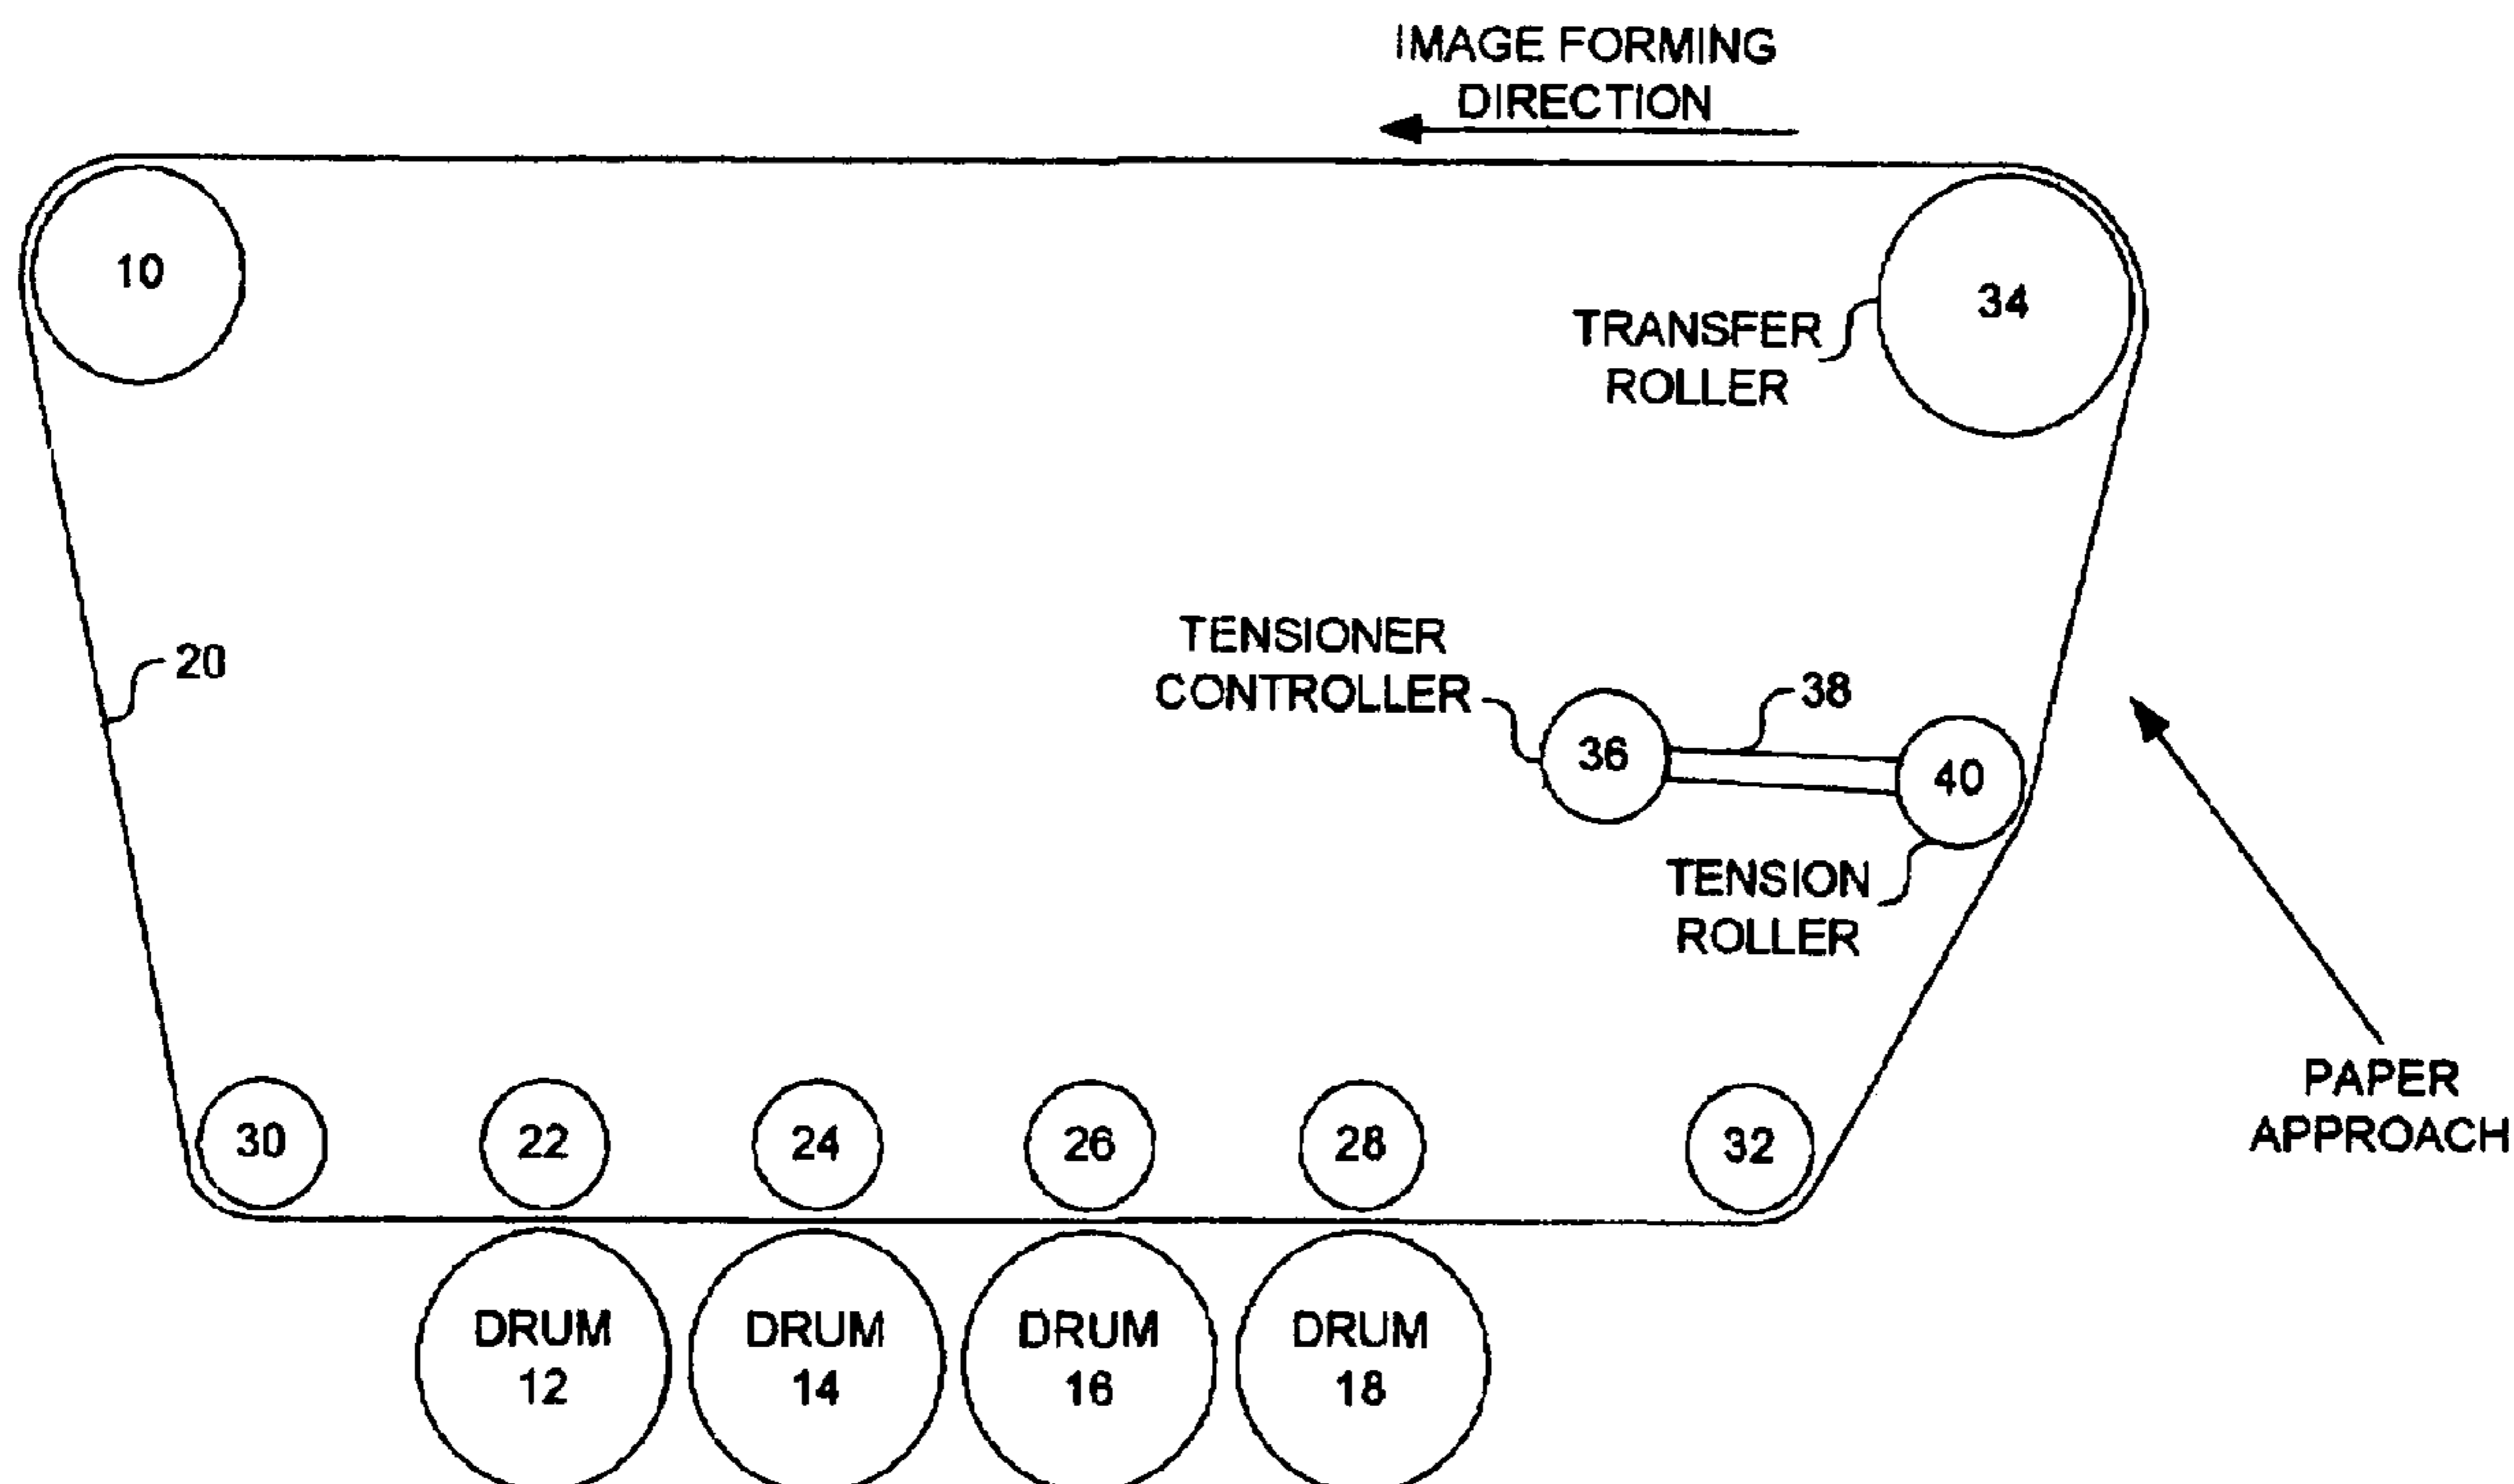 IMAGE FORMING
DIRECTION
10
34
TRANSFER
ROLLER
20
TENSIONER
CONTROLLER
38
36
40
TENSION
ROLLER
PAPER
APPROACH
30
22
24
26
28
32
DRUM
12
DRUM
14
DRUM
16
DRUM
18